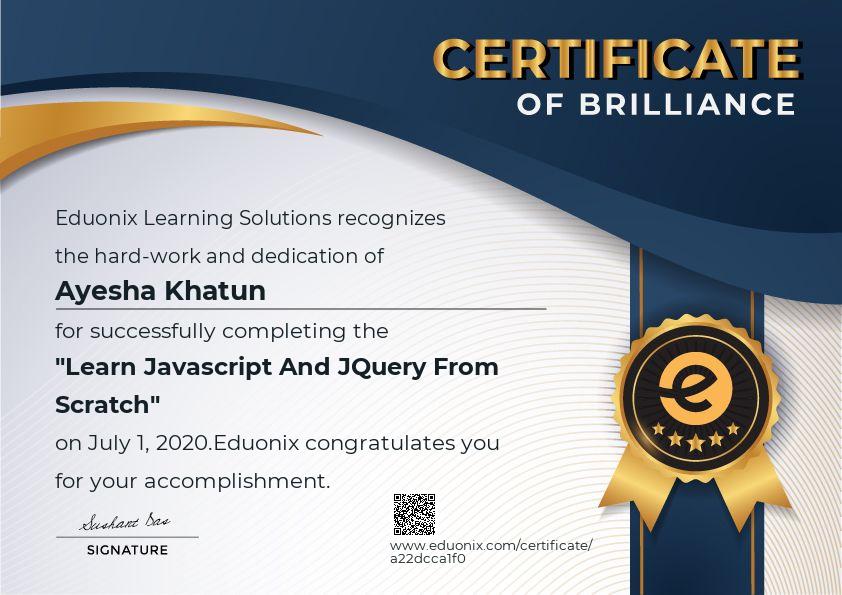 CERTIFICATE
OF BRILLIANCE
Eduonix Learning Solutions recognizes
the hard-work and dedication of
Ayesha Khatun
for successfully completing the
"Learn Javascript And JQuery From
Scratch"
on July 1, 2020.Eduonix congratulates you
for your accomplishment.
Sushant Das
SIGNATURE
www.eduonix.com/certificate/
a22dcca1f0
e